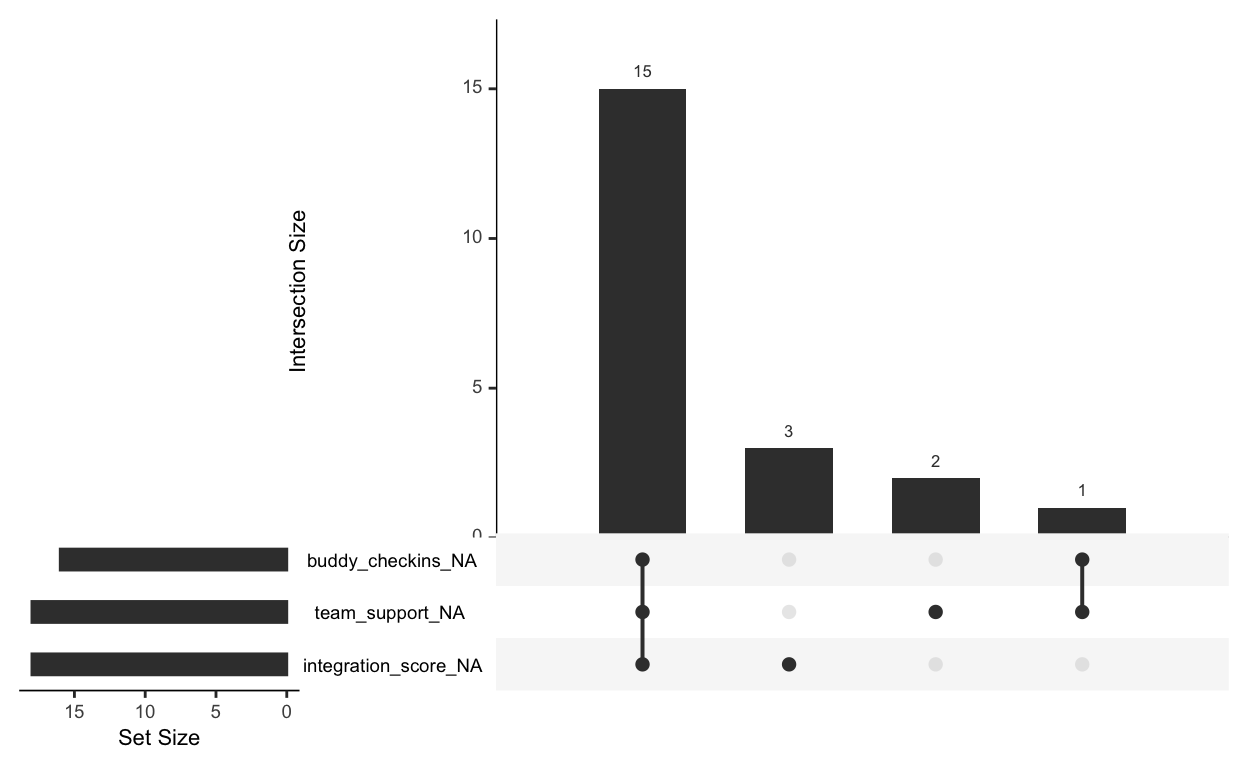 15
15
10
Intersection Size
5
3
2
1
0
buddy_checkins_NA
team_support_NA
integration_score_NA
15 10 5 0
Set Size